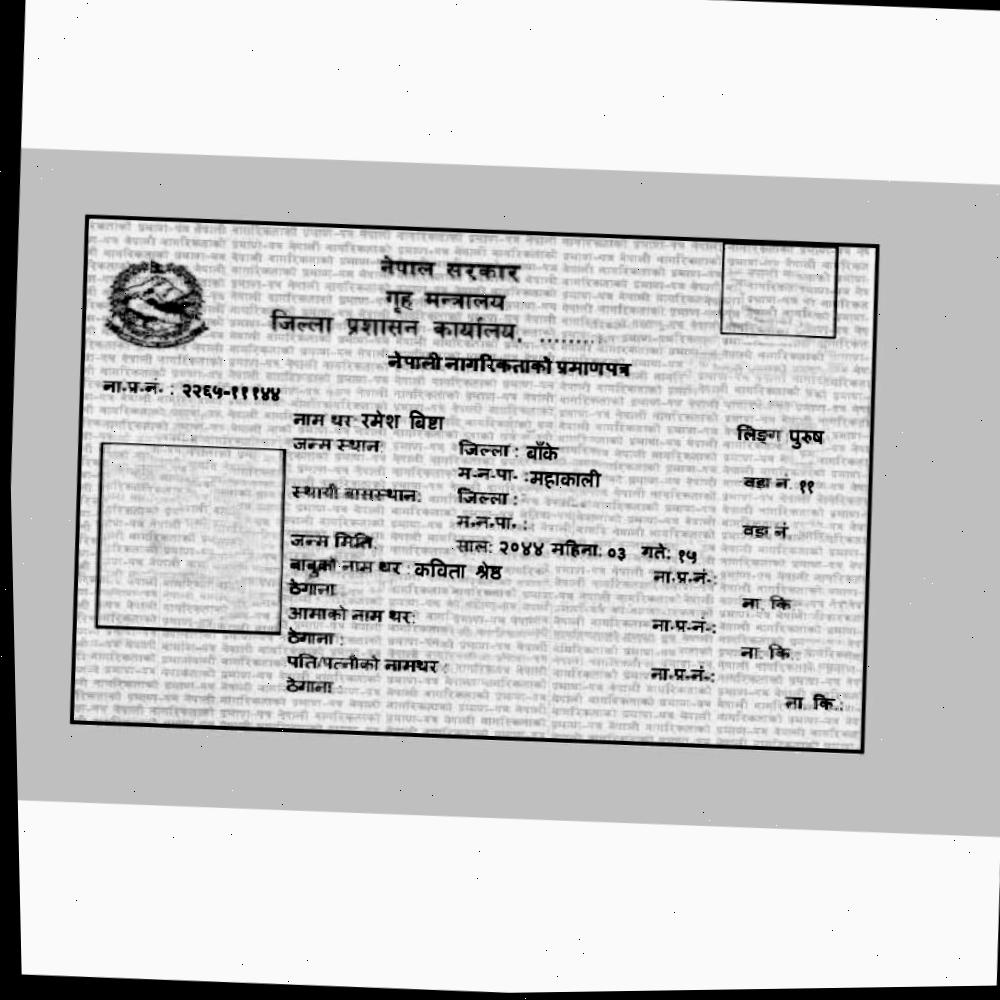 नेपाल सरकार
गृह मन्त्रालय
जिल्ला प्रशासन कार्यालय, .........
नेपाली नागरिकताको प्रमाणपत्र
ना.प्र.नं. : २२६५-१११४४
नाम थर रमेश बिष्टा लिङ्ग पुरुष
जन्म स्थान: जिल्ला : बाँके
म.न.पा. :महाकाली वडा नं. ११
स्थायी बासस्थान: जिल्ला :
म.न.पा. : वडा नं.
जन्म मिति: साल: २०४४ महिना: ०३ गते: १५
बाबुको नाम थर : कविता श्रेष्ठ ना.प्र.नं.:
ठेगाना : ना. कि.:
आमाको नाम थर: ना.प्र.नं.:
ठेगाना : ना. कि.:
पति/पत्नीको नामथर : ना.प्र.नं.:
ठेगाना : ना. कि.: